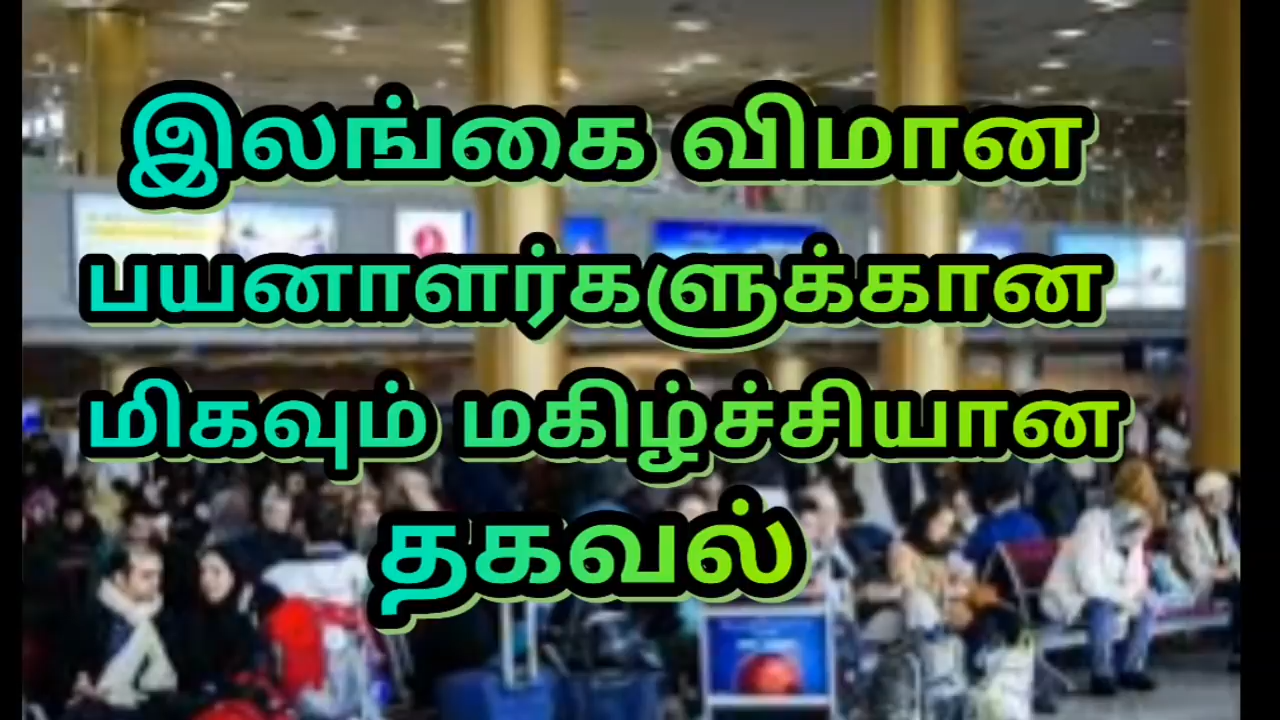 இலங்கை விமான
பயனாளர்களுக்கான
மிகவும் மகிழ்ச்சியான
தகவல்